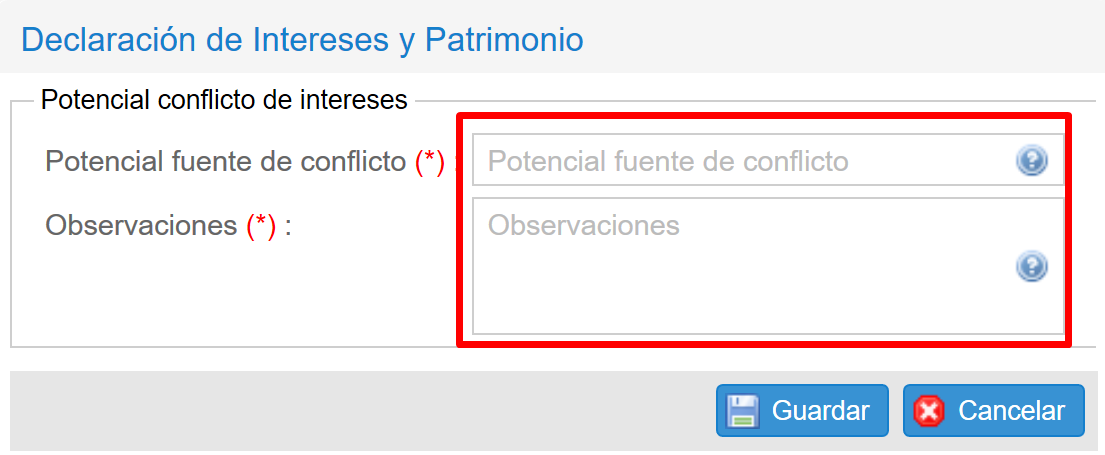 Declaración de Intereses y Patrimonio
Potencial conflicto de intereses
Potencial fuente de conflicto (*) : Potencial fuente de conflicto ?
Observaciones (*) : Observaciones
?
Guardar Cancelar